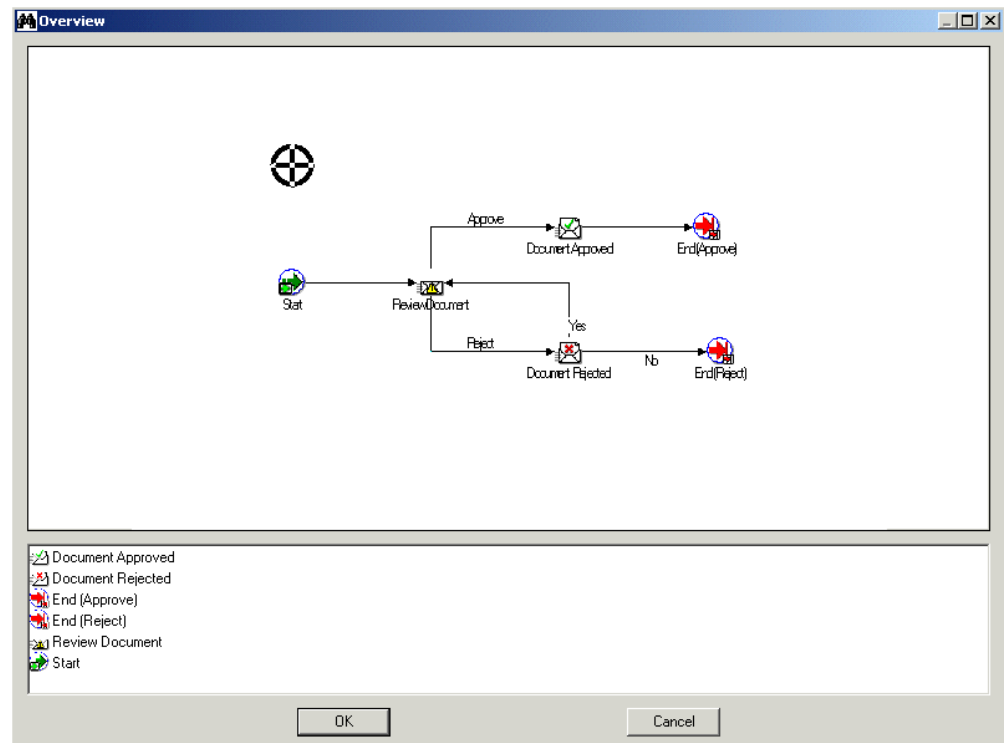 Overview
Approve
Document Approved
End(Approve)
Start
Review Document
Yes
Reject
Document Rejected
No
End(Reject)
Document Approved
Document Rejected
End (Approve)
End (Reject)
Review Document
Start
OK
Cancel